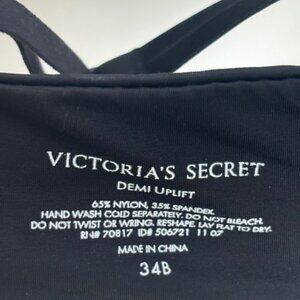 VICTORIA'S SECRET
DEMI UPLIFT
65% NYLON, 35% SPANDEX.
HAND WASH COLD SEPARATELY. DO NOT BLEACH.
DO NOT TWIST OR WRING. RESHAPE. LAY FLAT TO DRY.
RN# 70817 ID# 506721 11 07
MADE IN CHINA
34B